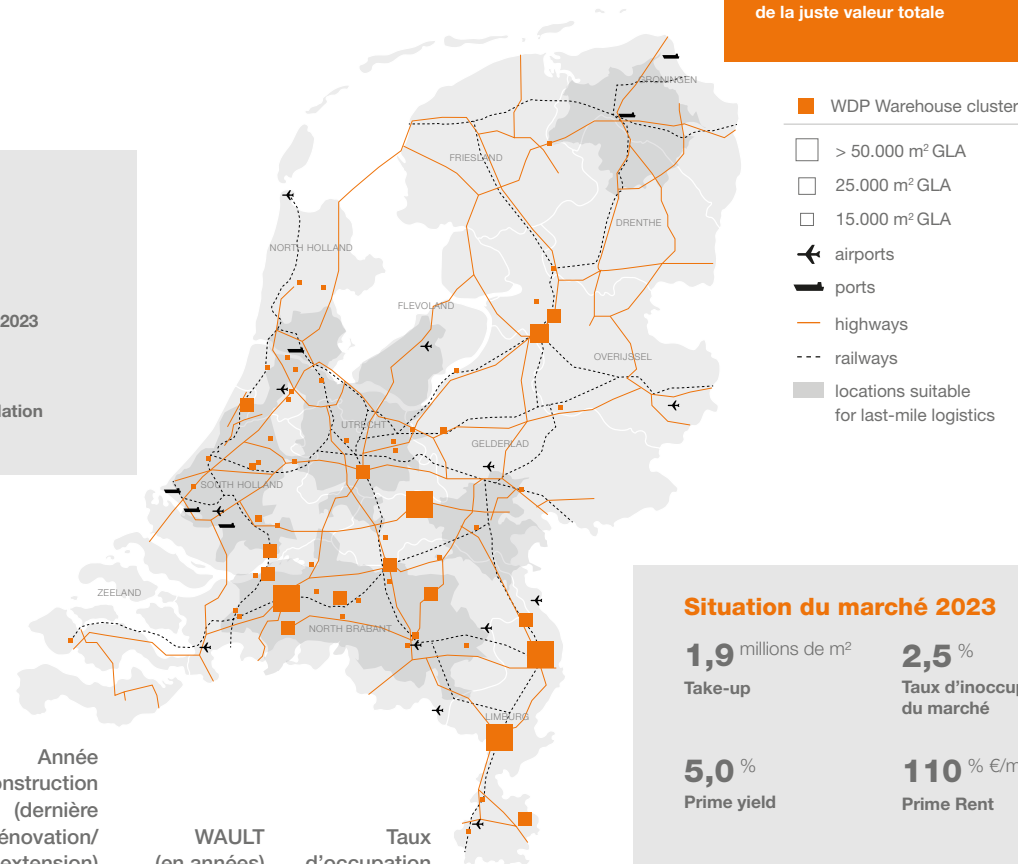 de la juste valeur totale
WDP Warehouse cluster
> 50.000 m² GLA
25.000 m² GLA
15.000 m² GLA
airports
ports
highways
railways
locations suitable
for last-mile logistics
GRONINGEN
FRIESLAND
DRENTHE
NORTH HOLLAND
FLEVOLAND
OVERIJSSEL
UTRECHT
GELDERLAD
SOUTH HOLLAND
ZEELAND
NORTH BRABANT
LIMBURG
2023
lation
Situation du marché 2023
1,9 millions de m²
Take-up
2,5 %
Taux d'inoccup
du marché
5,0 %
Prime yield
110 % €/m
Prime Rent
Année
onstruction
(dernière
énovation/
extension)
WAULT
(en années)
Taux
d'occupation